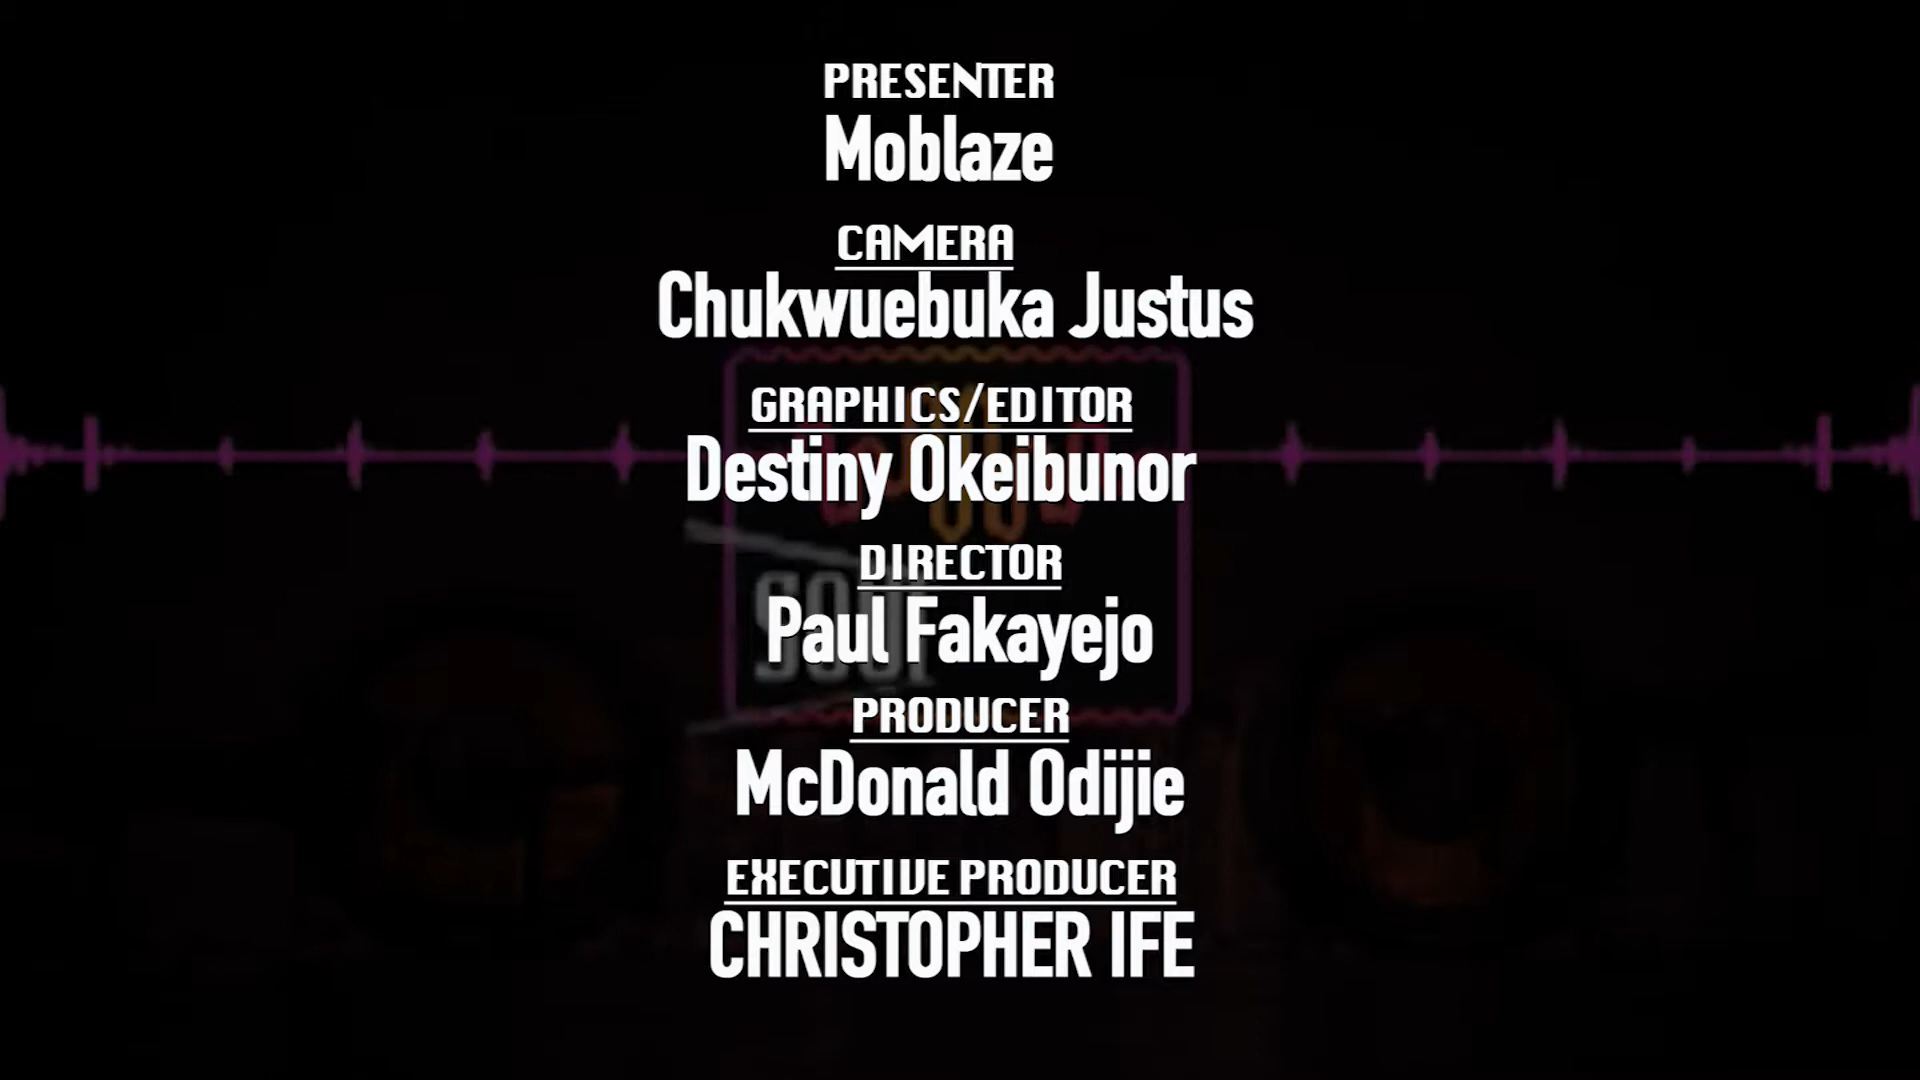 PRESENTER
Moblaze
CAMERA
Chukwuebuka Justus
GRAPHICS/EDITOR
Destiny Okeibunor
DIRECTOR
Paul Fakayejo
PRODUCER
McDonald Odijie
EXECUTIVE PRODUCER
CHRISTOPHER IFE